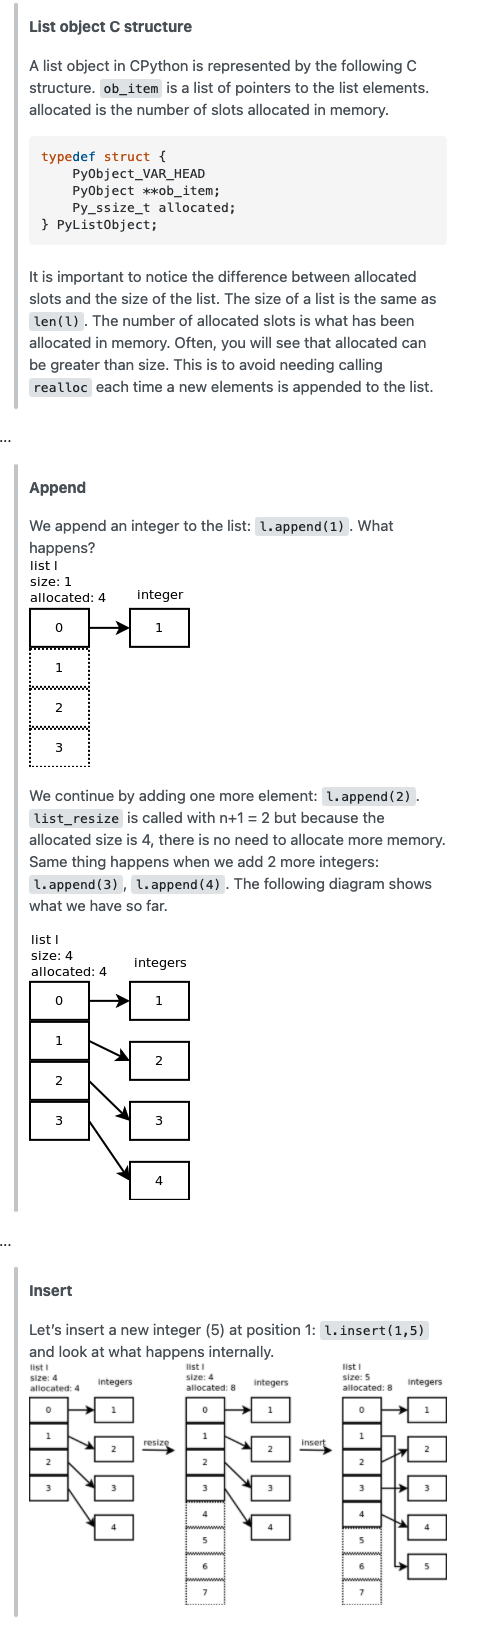 List object C structure
A list object in CPython is represented by the following C
structure. ob_item is a list of pointers to the list elements.
allocated is the number of slots allocated in memory.
typedef struct {
PyObject_VAR_HEAD
PyObject **ob_item;
Py_ssize_t allocated;
} PyListObject;
It is important to notice the difference between allocated
slots and the size of the list. The size of a list is the same as
len(l). The number of allocated slots is what has been
allocated in memory. Often, you will see that allocated can
be greater than size. This is to avoid needing calling
realloc each time a new elements is appended to the list.
...
Append
We append an integer to the list: l.append(1). What
happens?
list l
size: 1
allocated: 4 integer
0 1
1
2
3
We continue by adding one more element: l.append(2).
list_resize is called with n+1 = 2 but because the
allocated size is 4, there is no need to allocate more memory.
Same thing happens when we add 2 more integers:
l.append(3), l.append(4). The following diagram shows
what we have so far.
list l
size: 4
allocated: 4 integers
0 1
1 2
2 3
3 4
...
Insert
Let's insert a new integer (5) at position 1: l.insert(1,5)
and look at what happens internally.
list l
size: 4
allocated: 4 integers
0 1
1 2
2 3
3 4
resize
list l
size: 4
allocated: 8 integers
0 1
1 2
2 3
3 4
4
5
6
7
insert
list l
size: 5
allocated: 8 integers
0 1
1 2
2 3
3 4
4 5
5
6
7